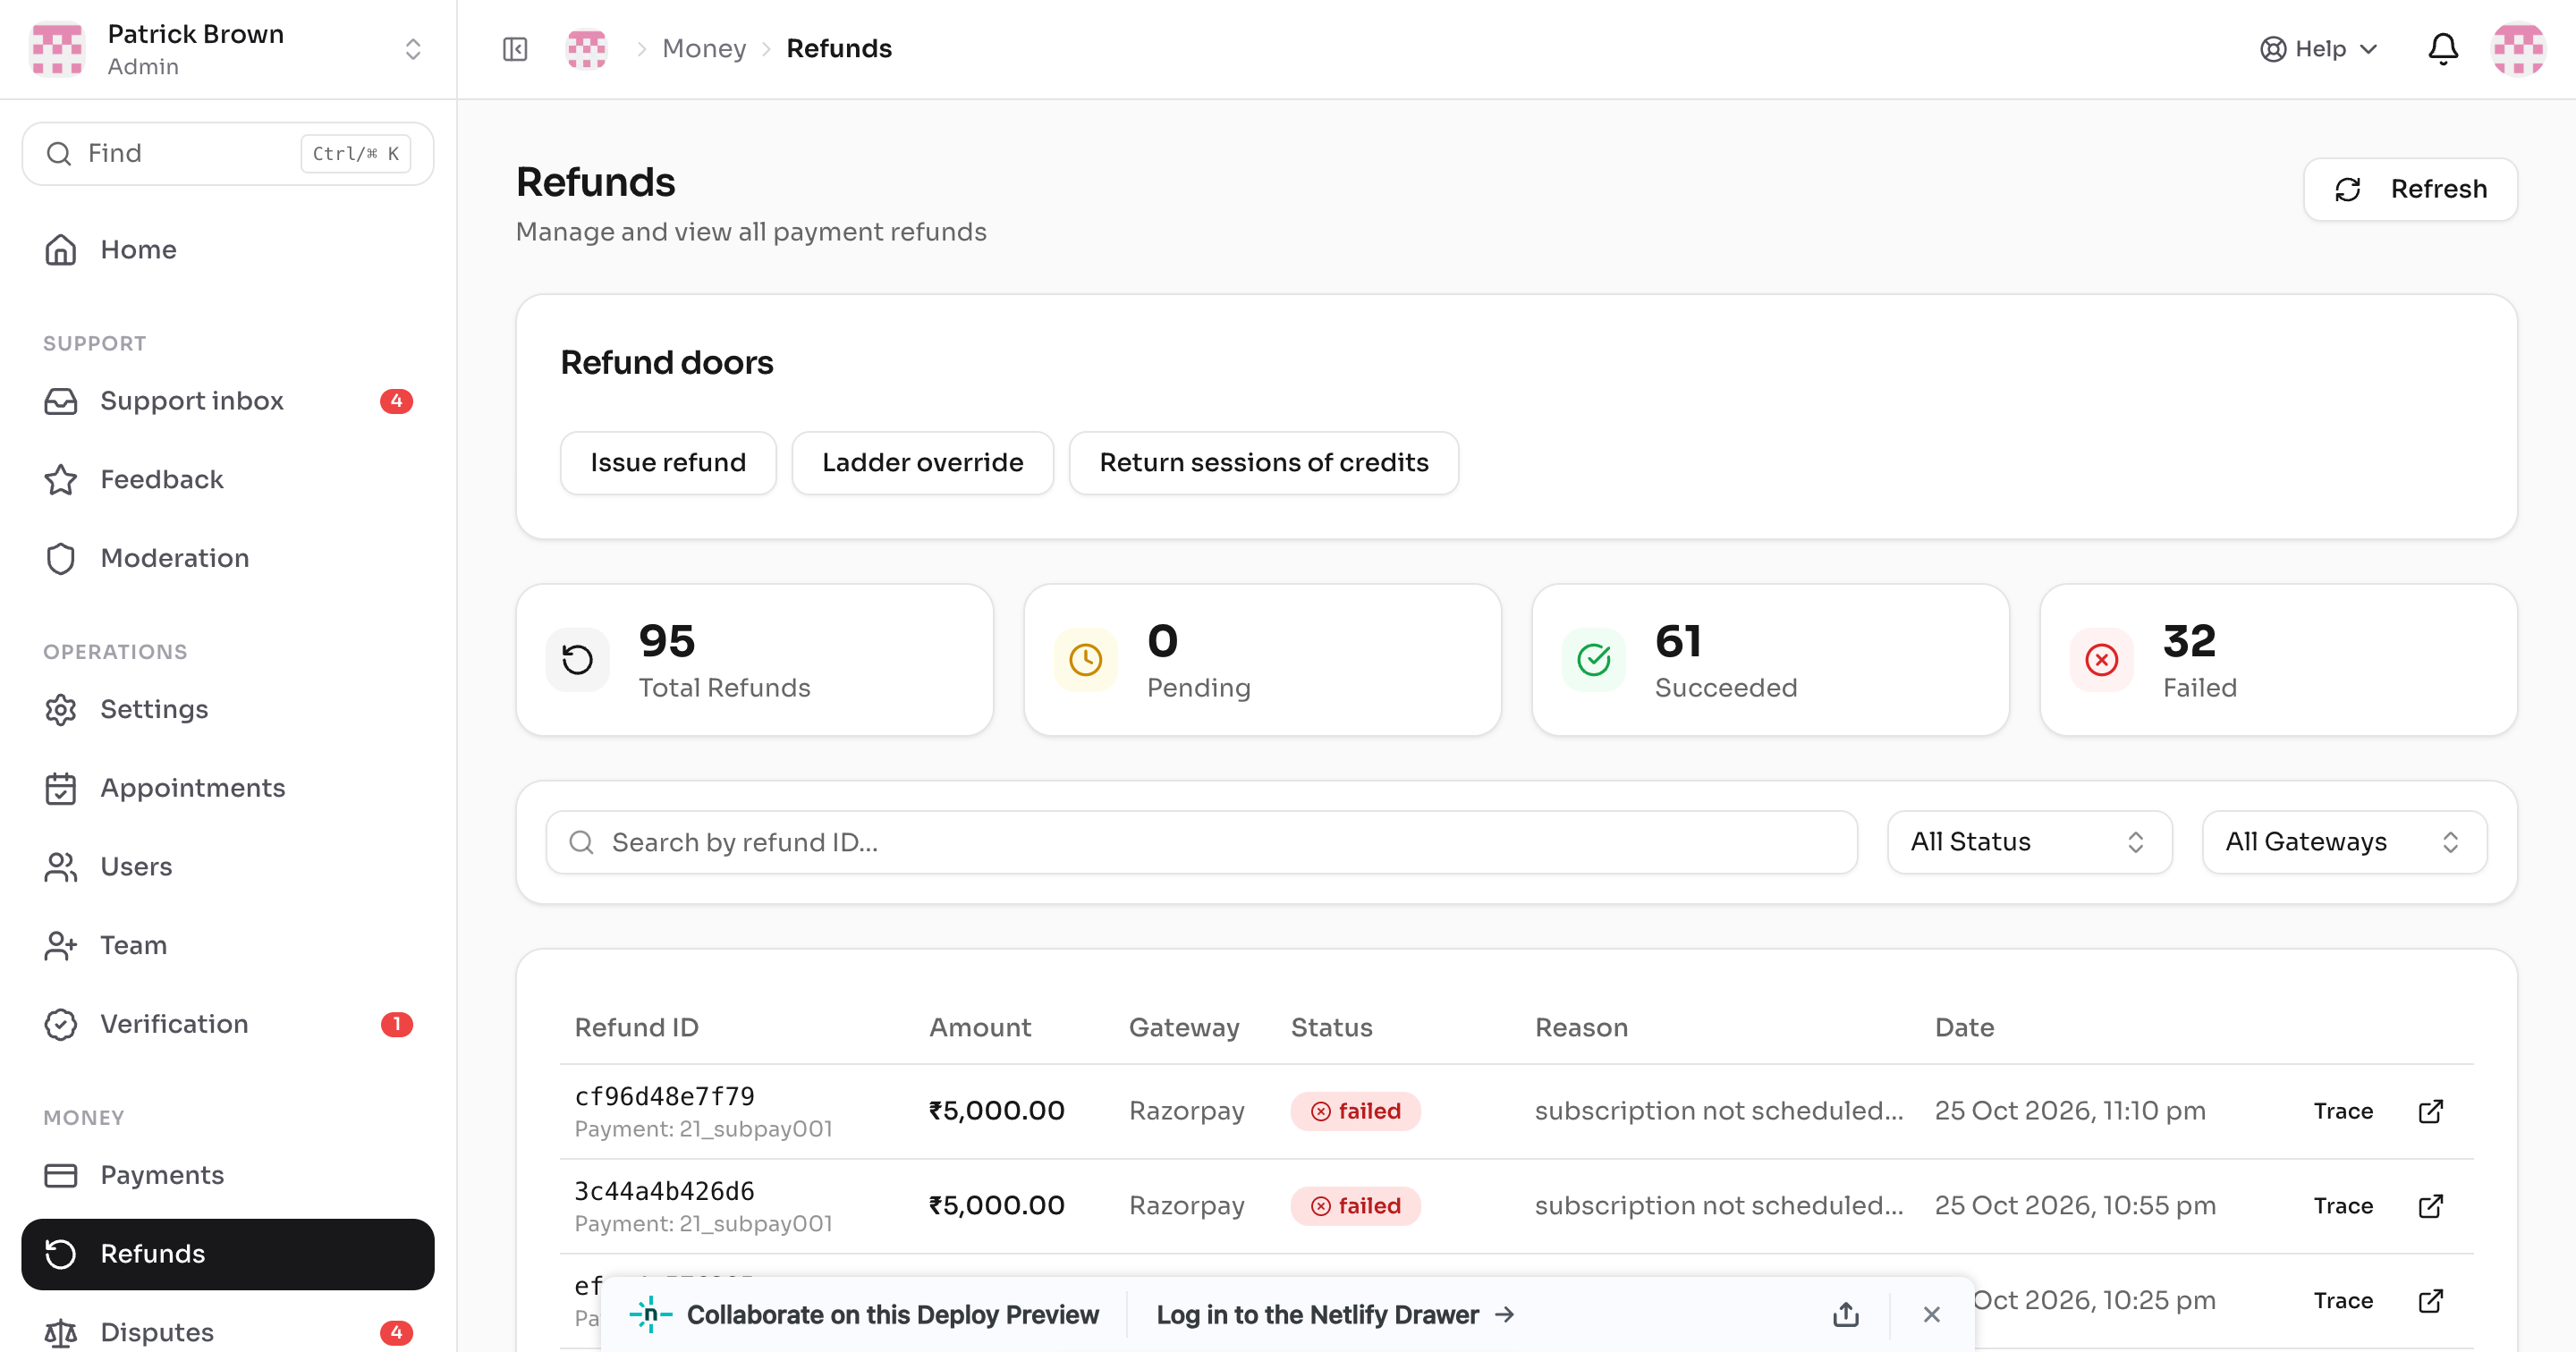 Patrick Brown
Admin
Find
Ctrl/⌘ K
Home
SUPPORT
Support inbox 4
Feedback
Moderation
OPERATIONS
Settings
Appointments
Users
Team
Verification 1
MONEY
Payments
Refunds
Disputes 4
Money
Refunds
Help
Refunds
Manage and view all payment refunds
Refresh
Refund doors
Issue refund
Ladder override
Return sessions of credits
95
Total Refunds
0
Pending
61
Succeeded
32
Failed
Search by refund ID...
All Status
All Gateways
Refund ID Amount Gateway Status Reason Date
cf96d48e7f79
Payment: 21_subpay001
₹5,000.00 Razorpay failed subscription not scheduled... 25 Oct 2026, 11:10 pm Trace
3c44a4b426d6
Payment: 21_subpay001
₹5,000.00 Razorpay failed subscription not scheduled... 25 Oct 2026, 10:55 pm Trace
Oct 2026, 10:25 pm Trace
Collaborate on this Deploy Preview
Log in to the Netlify Drawer →